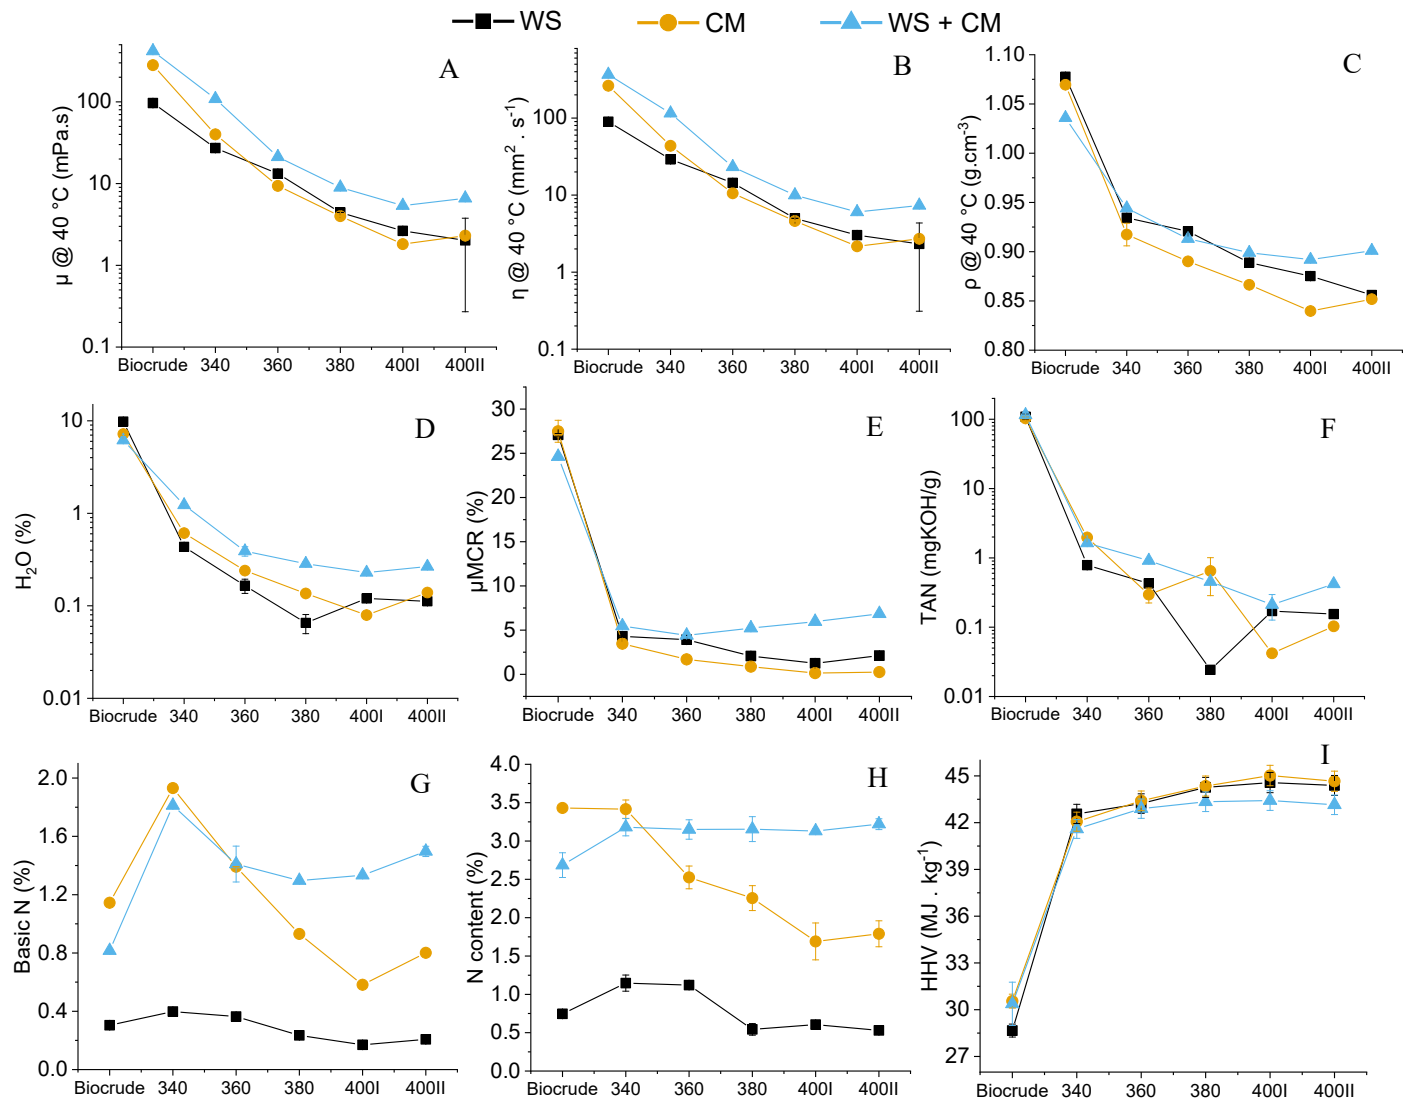 WS CM WS + CM
A
μ @ 40 °C (mPa.s)
100
10
1
0.1
Biocrude 340 360 380 400I 400II
B
η @ 40 °C (mm² . s⁻¹)
100
10
1
0.1
Biocrude 340 360 380 400I 400II
C
ρ @ 40 °C (g.cm⁻³)
1.10
1.05
1.00
0.95
0.90
0.85
0.80
Biocrude 340 360 380 400I 400II
D
H₂O (%)
10
1
0.1
0.01
Biocrude 340 360 380 400I 400II
E
μMCR (%)
30
25
20
15
10
5
0
Biocrude 340 360 380 400I 400II
F
TAN (mgKOH/g)
100
10
1
0.1
0.01
Biocrude 340 360 380 400I 400II
G
Basic N (%)
2.0
1.6
1.2
0.8
0.4
0.0
Biocrude 340 360 380 400I 400II
H
N content (%)
4.0
3.5
3.0
2.5
2.0
1.5
1.0
0.5
0.0
Biocrude 340 360 380 400I 400II
I
HHV (MJ . kg⁻¹)
45
42
39
36
33
30
27
Biocrude 340 360 380 400I 400II